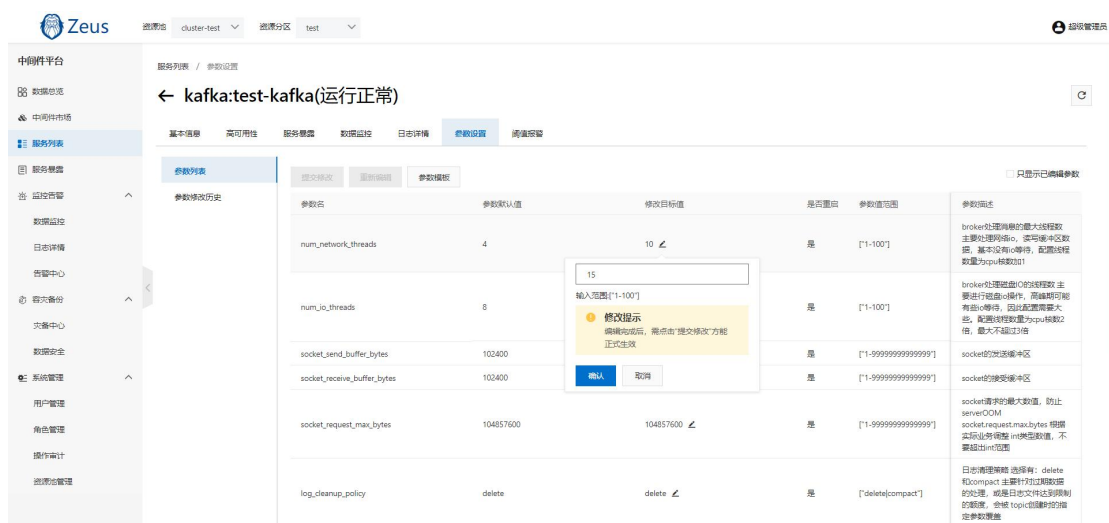 Zeus
资源池 cluster-test 资源分区 test
超级管理员
中间件平台
数据总览
中间件市场
服务列表
服务暴露
监控告警
数据监控
日志详情
告警中心
容灾备份
灾备中心
数据安全
系统管理
用户管理
角色管理
操作审计
资源池管理
服务列表 / 参数设置
← kafka:test-kafka(运行正常)
基本信息 高可用性 服务暴露 数据监控 日志详情 参数设置 阈值报警
参数列表
参数修改历史
提交修改 重新编辑 参数模板
只显示已编辑参数
参数名 参数默认值 修改目标值 是否重启 参数值范围 参数描述
num_network_threads 4 10 是 ["1-100"]
broker处理消息的最大线程数
主要处理网络io，读写缓冲区数
据，基本没有io等待，配置线程
数量为cpu核数加1
15
输入范围:["1-100"]
修改提示
编辑完成后，需点击"提交修改"方能
正式生效
确认 取消
num_io_threads 8 是 ["1-100"]
broker处理磁盘IO的线程数 主
要进行磁盘io操作，高峰期可能
有些io等待，因此配置需要大
些。配置线程数量为cpu核数2
倍，最大不超过3倍
socket_send_buffer_bytes 102400 是 ["1-99999999999999"] socket的发送缓冲区
socket_receive_buffer_bytes 102400 是 ["1-99999999999999"] socket的接受缓冲区
socket_request_max_bytes 104857600 104857600 是 ["1-99999999999999"]
socket请求的最大数值，防止
serverOOM
socket.request.max.bytes 根据
实际业务调整 int类型数值，不
要超出int范围
log_cleanup_policy delete delete 是 ["delete|compact"]
日志清理策略 选择有：delete
和compact 主要针对过期数据
的处理，或是日志文件达到限制
的额度，会被 topic创建时的指
定参数覆盖